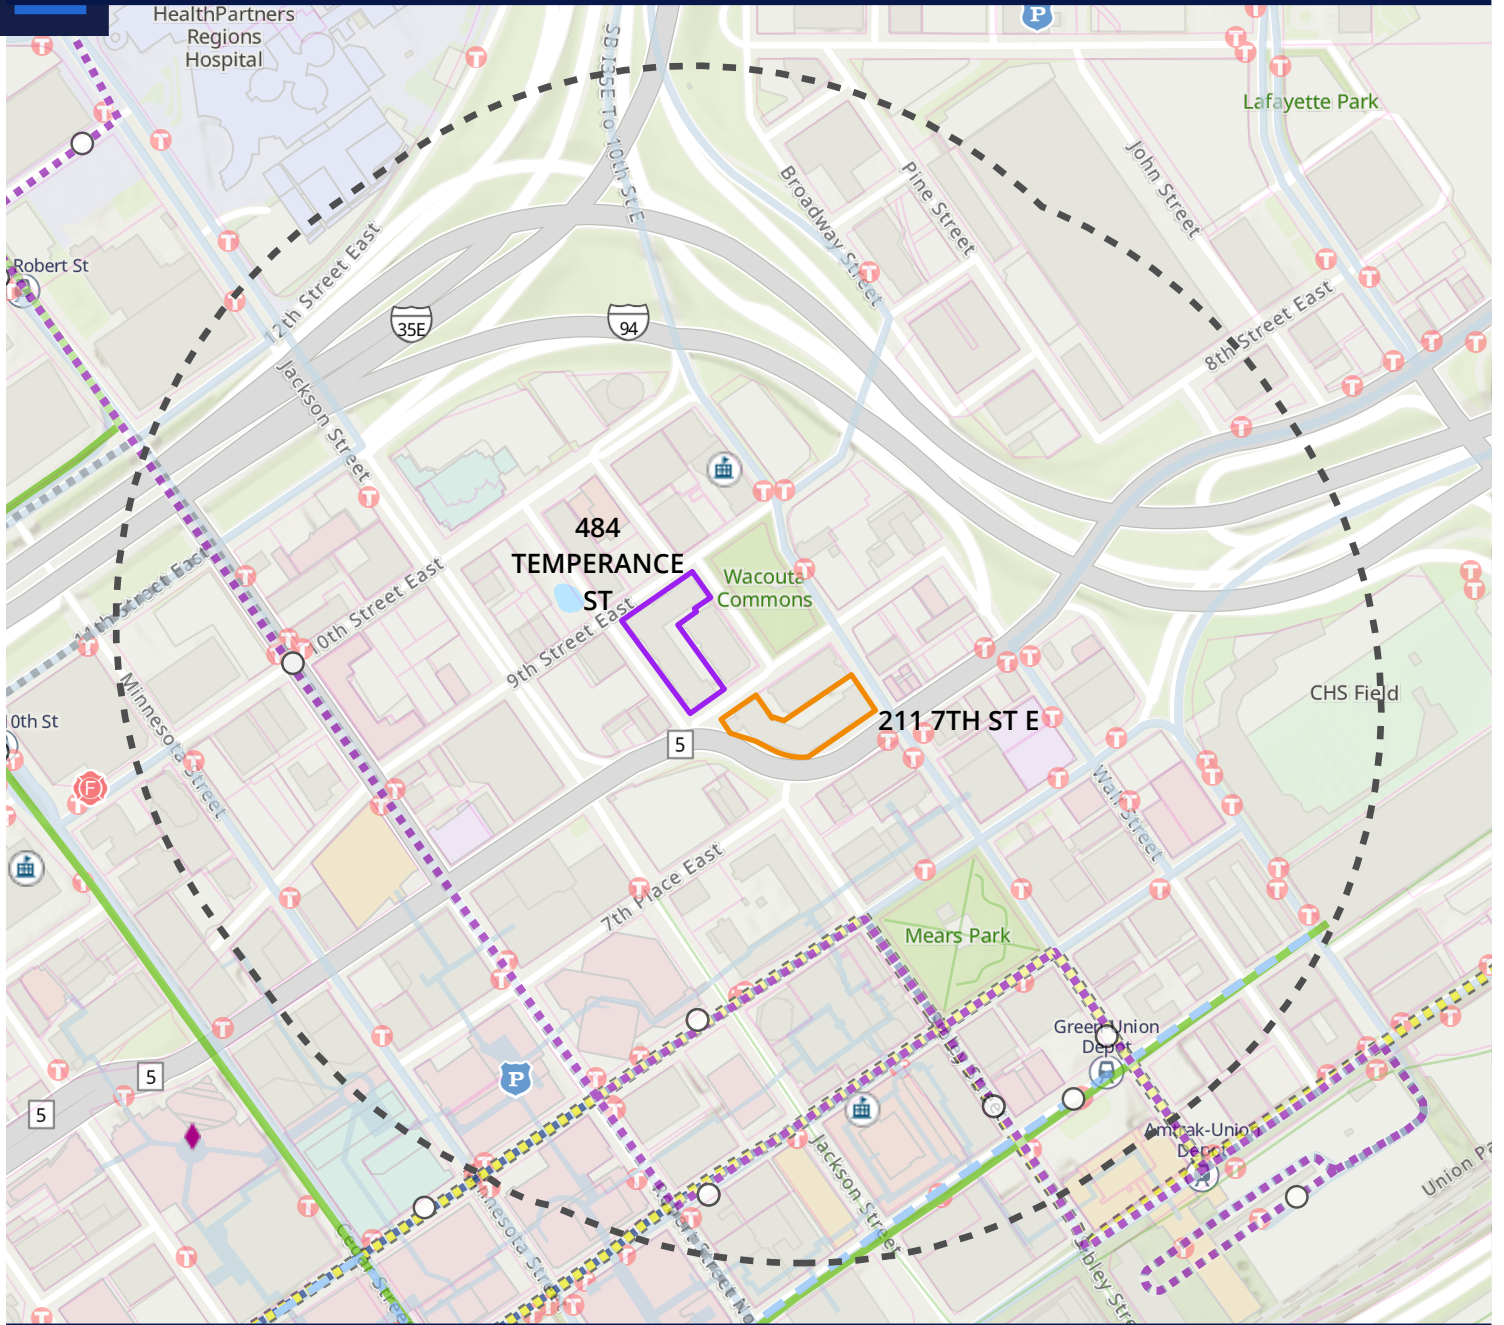 HealthPartners
Regions
Hospital
P
SB I35E To 10th St E
Lafayette Park
John Street
Pine Street
Broadway Street
Robert St
12th Street East
35E
94
8th Street East
Jackson Street
484
TEMPERANCE
ST
Wacouta
Commons
11th Street East
10th Street East
9th Street East
CHS Field
10th St
Minnesota Street
211 7TH ST E
5
F
Wall Street
7th Place East
Mears Park
Green-Union
Depot
5
P
5
Amtrak-Union
Depot
Jackson Street
Union Pa